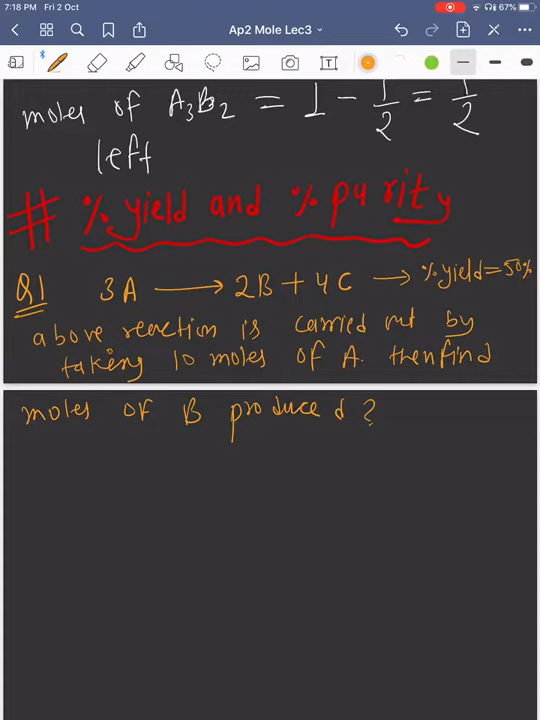 7:18 PM Fri 2 Oct
67%
Ap2 Mole Lec3
T
moles of A₃B₂ = 1 - 1/2 = 1/2
left
# % yield and % purity
Q1 3A → 2B + 4C → % yield = 50%
above reaction is carried out by
taking 10 moles of A. then find
moles of B produced ?